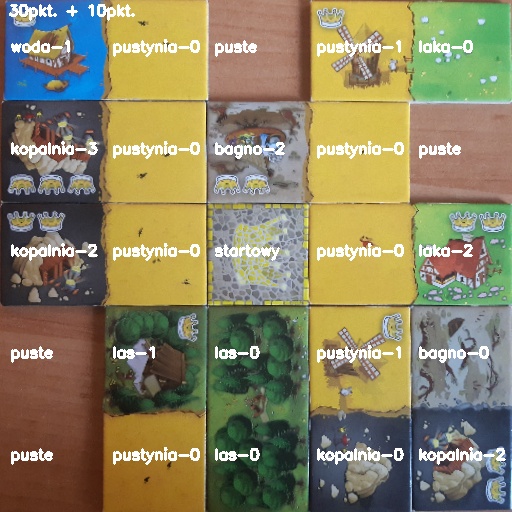 30pkt. + 10pkt.
woda-1 pustynia-0 puste pustynia-1 laka-0
kopalnia-3 pustynia-0 bagno-2 pustynia-0 puste
kopalnia-2 pustynia-0 startowy pustynia-0 laka-2
puste las-1 las-0 pustynia-1 bagno-0
puste pustynia-0 las-0 kopalnia-0 kopalnia-2